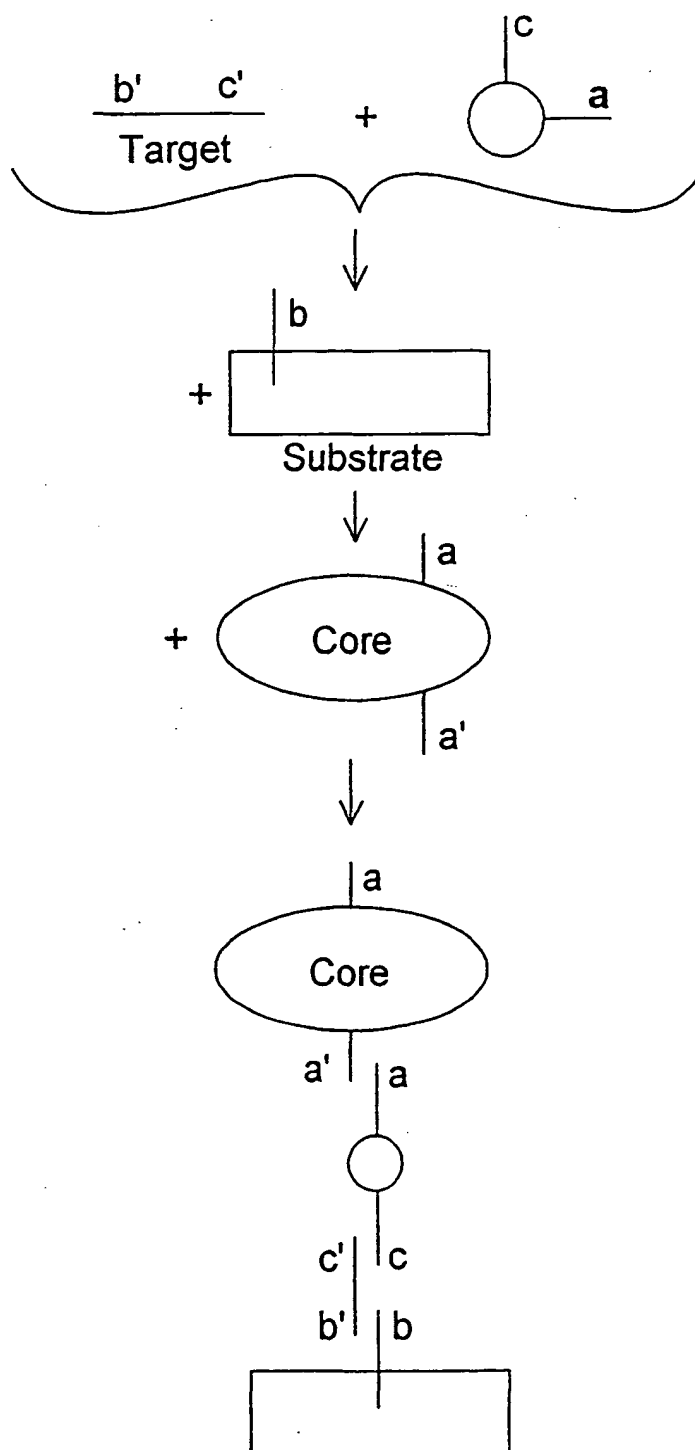 c
b' c' + a
Target
b
+
Substrate
a
+ Core
a'
a
Core
a' a
c' c
b' b